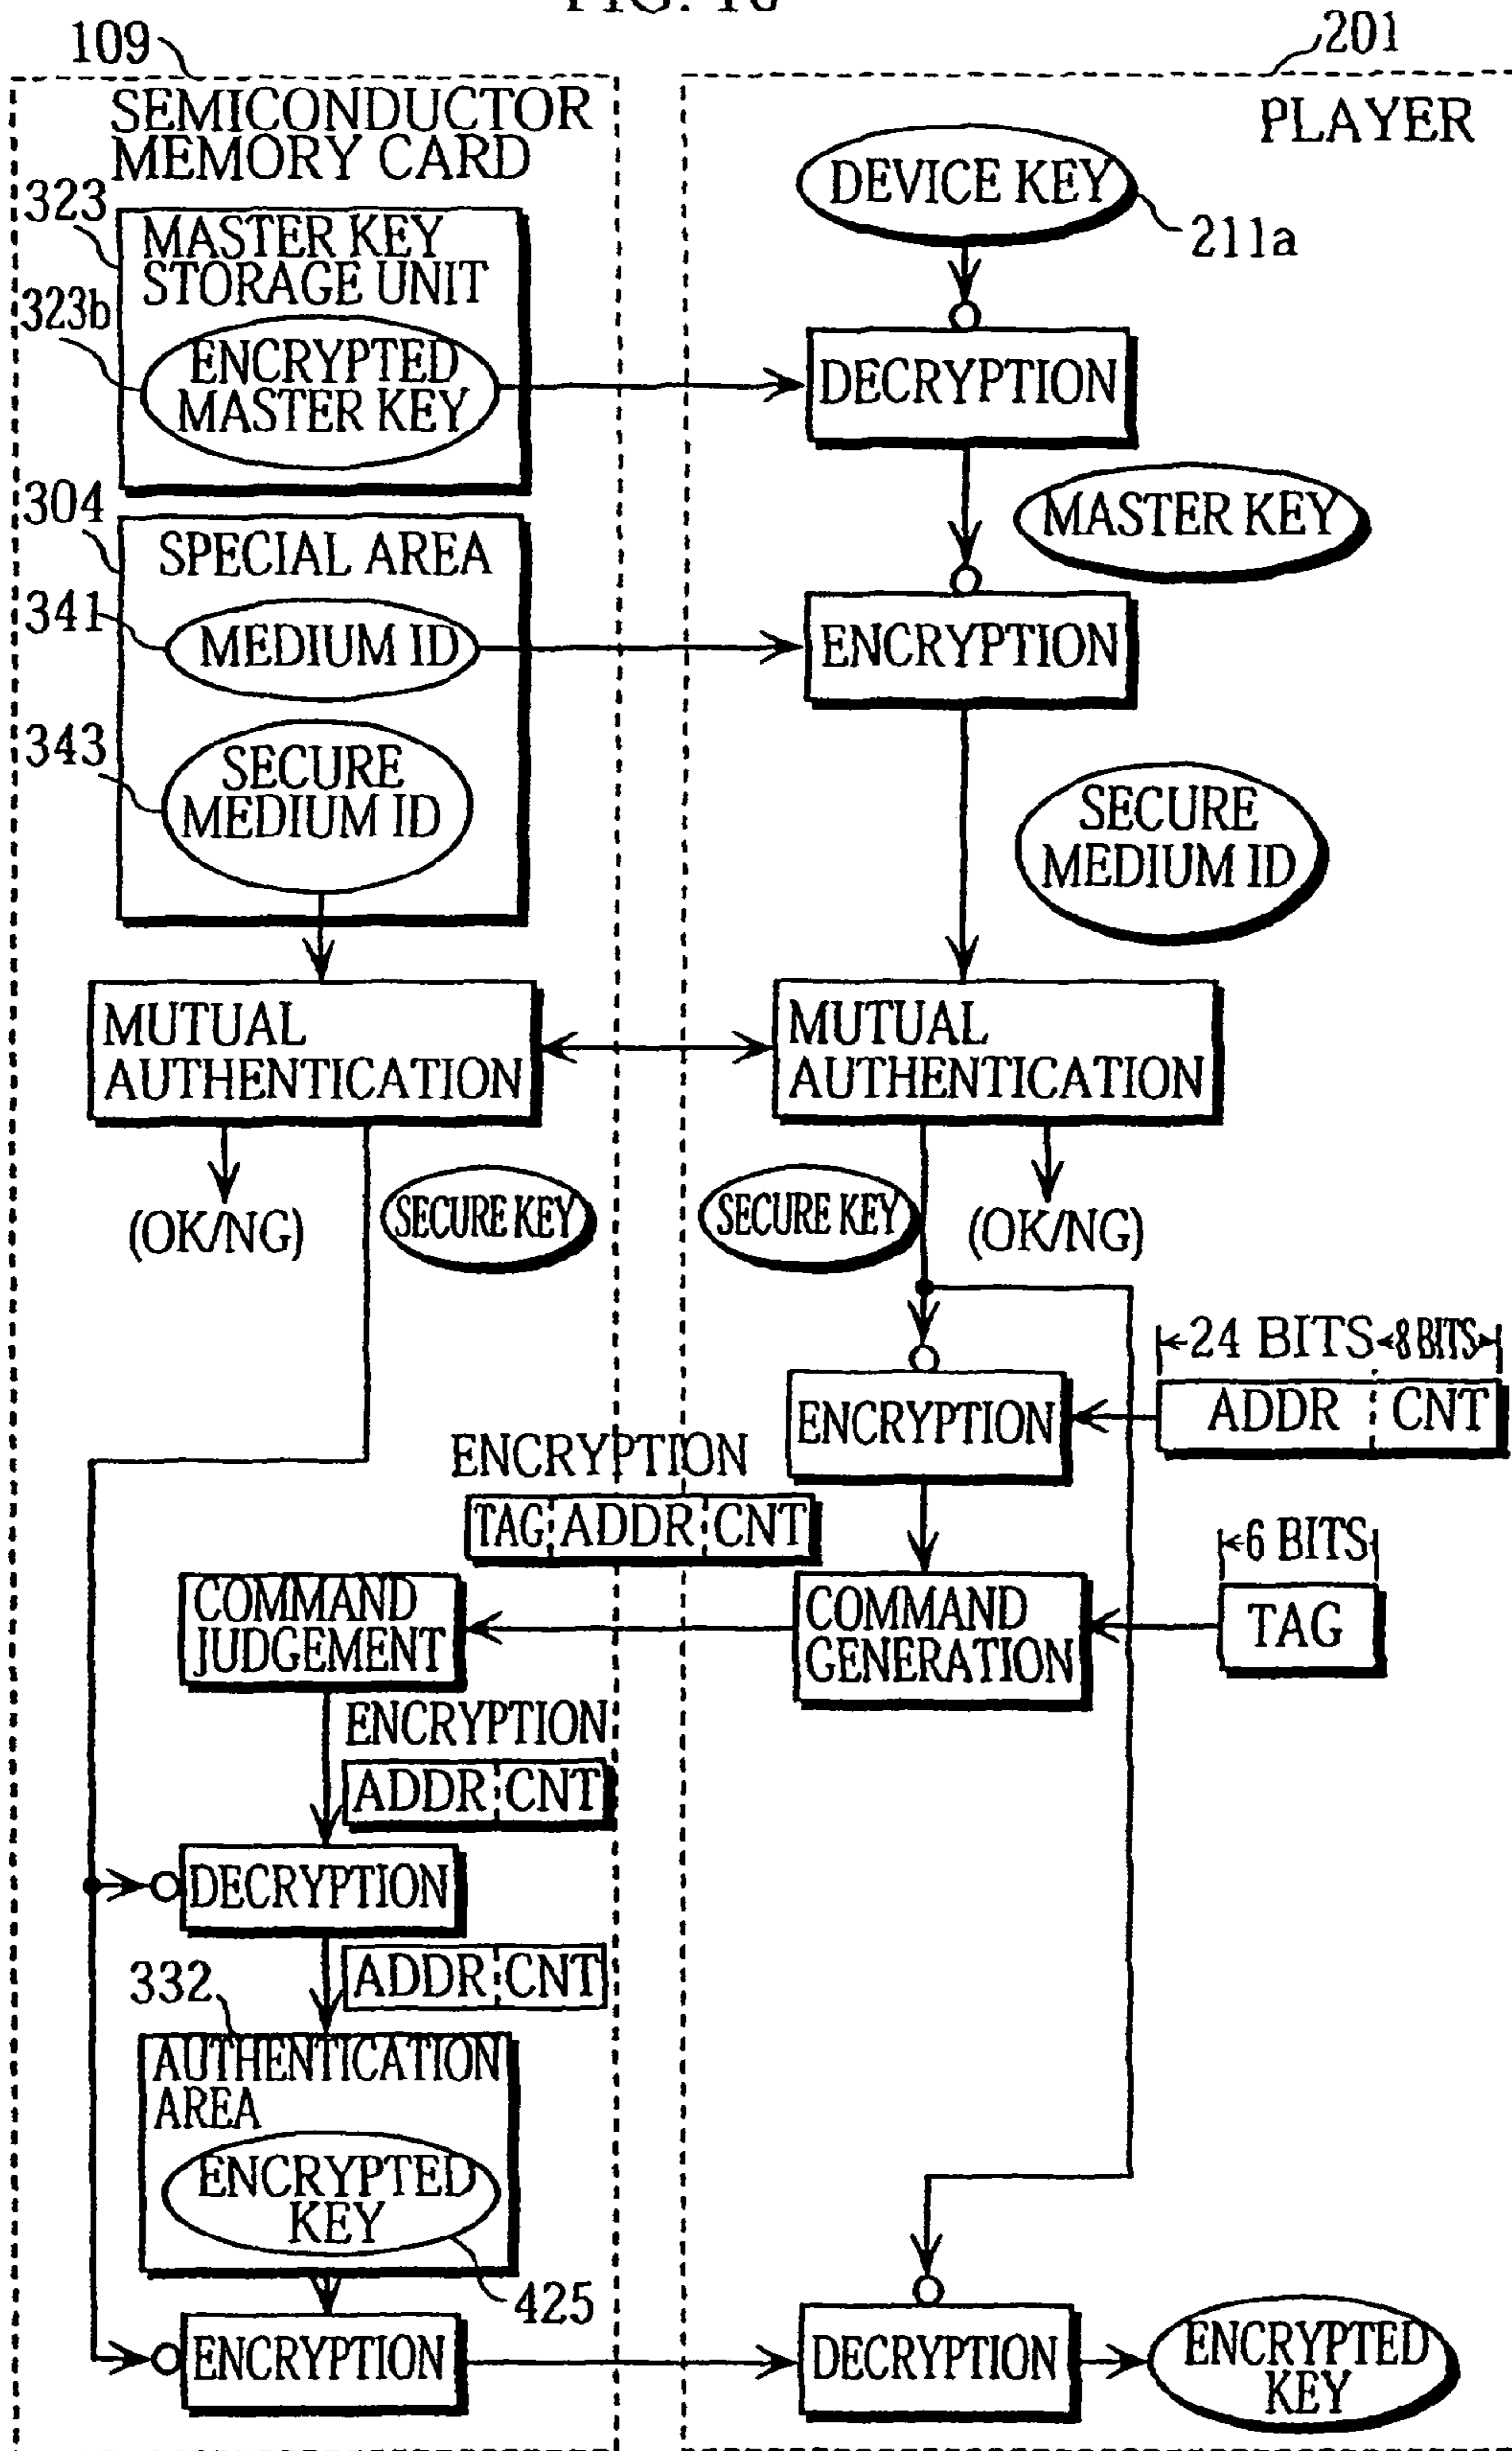 109
201
SEMICONDUCTOR
MEMORY CARD
PLAYER
DEVICE KEY
211a
323
MASTER KEY
STORAGE UNIT
323b
ENCRYPTED
MASTER KEY
DECRYPTION
MASTER KEY
304
SPECIAL AREA
341
MEDIUM ID
ENCRYPTION
343
SECURE
MEDIUM ID
SECURE
MEDIUM ID
MUTUAL
AUTHENTICATION
MUTUAL
AUTHENTICATION
(OK/NG)
SECURE KEY
SECURE KEY
(OK/NG)
24 BITS
8 BITS
ENCRYPTION
ADDR
CNT
ENCRYPTION
TAG
ADDR
CNT
6 BITS
COMMAND
JUDGEMENT
COMMAND
GENERATION
TAG
ENCRYPTION
ADDR
CNT
DECRYPTION
ADDR
CNT
332
AUTHENTICATION
AREA
ENCRYPTED
KEY
425
ENCRYPTION
DECRYPTION
ENCRYPTED
KEY